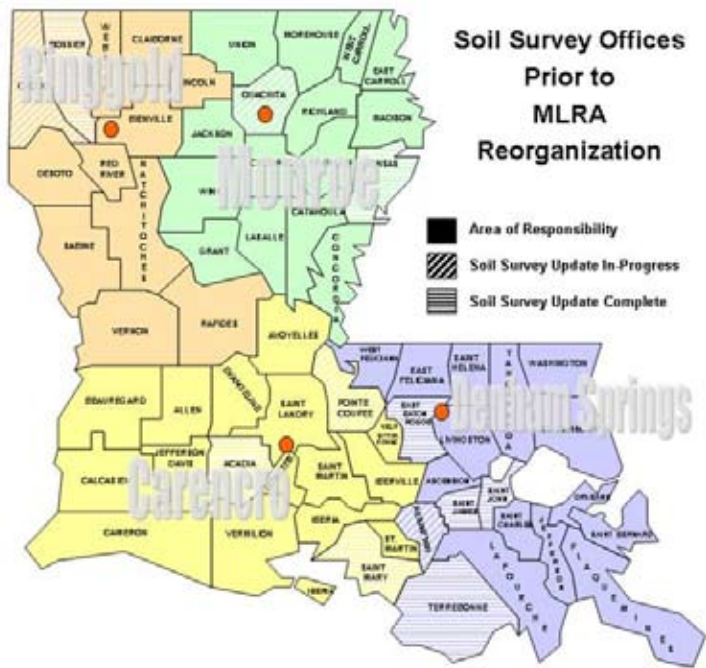 Soil Survey Offices
Prior to
MLRA
Reorganization
Area of Responsibility
Soil Survey Update In-Progress
Soil Survey Update Complete
Ringgold
Monroe
Carencro
Denham Springs
BOSSIER
CLAIBORNE
UNION
MOREHOUSE
WEST CARROLL
EAST CARROLL
LINCOLN
OUACHITA
RICHLAND
MADISON
BIENVILLE
JACKSON
DESOTO
RED RIVER
NATCHITOCHES
CATAHOULA
SABINE
GRANT
LASALLE
CONCORDIA
VERNON
RAPIDES
AVOYELLES
WEST FELICIANA
EAST FELICIANA
SAINT HELENA
WASHINGTON
BEAUREGARD
ALLEN
EVANGELINE
SAINT LANDRY
POINTE COUPEE
EAST BATON ROUGE
LIVINGSTON
JEFFERSON DAVIS
ACADIA
SAINT MARTIN
IBERVILLE
ASCENSION
CAMERON
VERMILION
IBERIA
ST. MARTIN
SAINT MARY
IBERIA
ASSUMPTION
SAINT JAMES
SAINT JOHN
SAINT CHARLES
JEFFERSON
ORLEANS
SAINT BERNARD
TERREBONNE
LAFOURCHE
PLAQUEMINES